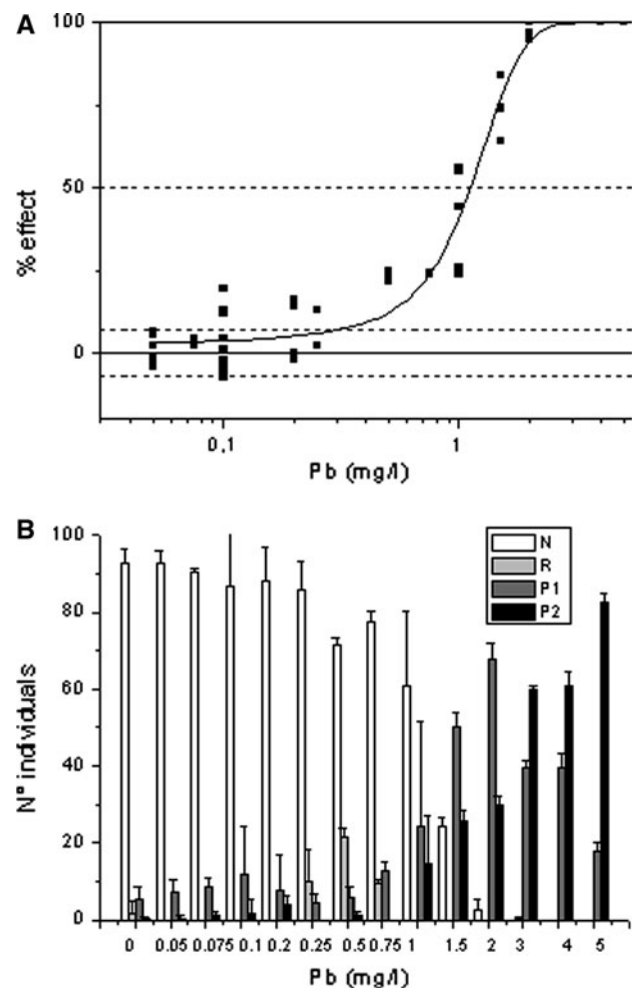 A
100
50
0
% effect
0,1
1
Pb (mg/l)
B
100
80
60
40
20
0
N° individuals
N
R
P1
P2
0 0.05 0.075 0.1 0.2 0.25 0.5 0.75 1 1.5 2 3 4 5
Pb (mg/l)